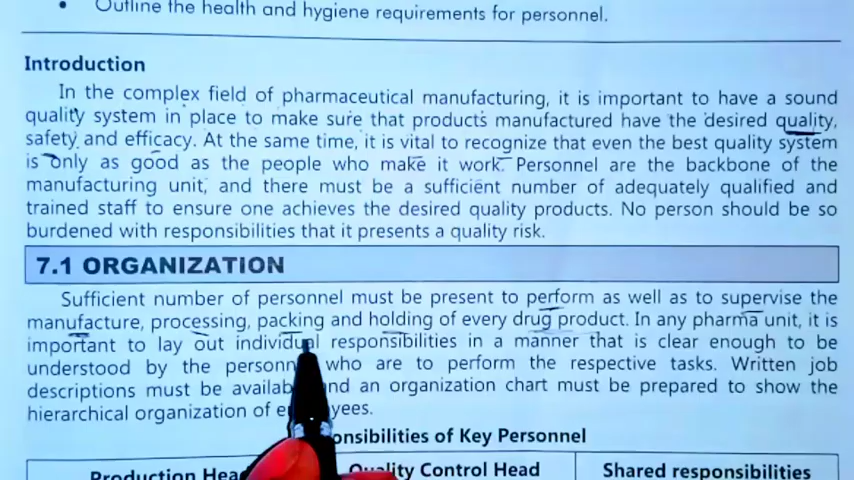 • Outline the health and hygiene requirements for personnel.
Introduction
In the complex field of pharmaceutical manufacturing, it is important to have a sound
quality system in place to make sure that products manufactured have the desired quality,
safety and efficacy. At the same time, it is vital to recognize that even the best quality system
is only as good as the people who make it work. Personnel are the backbone of the
manufacturing unit, and there must be a sufficient number of adequately qualified and
trained staff to ensure one achieves the desired quality products. No person should be so
burdened with responsibilities that it presents a quality risk.
7.1 ORGANIZATION
Sufficient number of personnel must be present to perform as well as to supervise the
manufacture, processing, packing and holding of every drug product. In any pharma unit, it is
important to lay out individual responsibilities in a manner that is clear enough to be
understood by the who are to perform the respective tasks. Written job
descriptions must be and an organization chart must be prepared to show the
hierarchical organization of
of Key Personnel
Production Quality Control Head Shared responsibilities